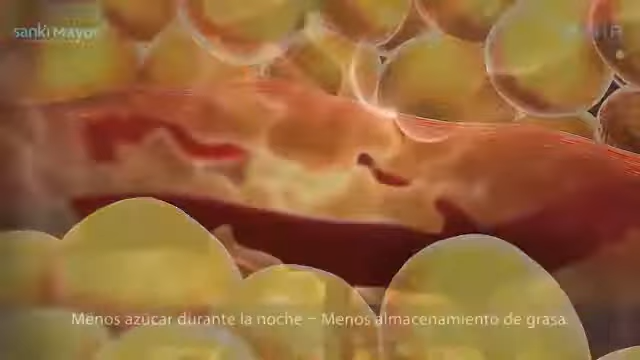 sanki Mayor
Menos azúcar durante la noche – Menos almacenamiento de grasa.